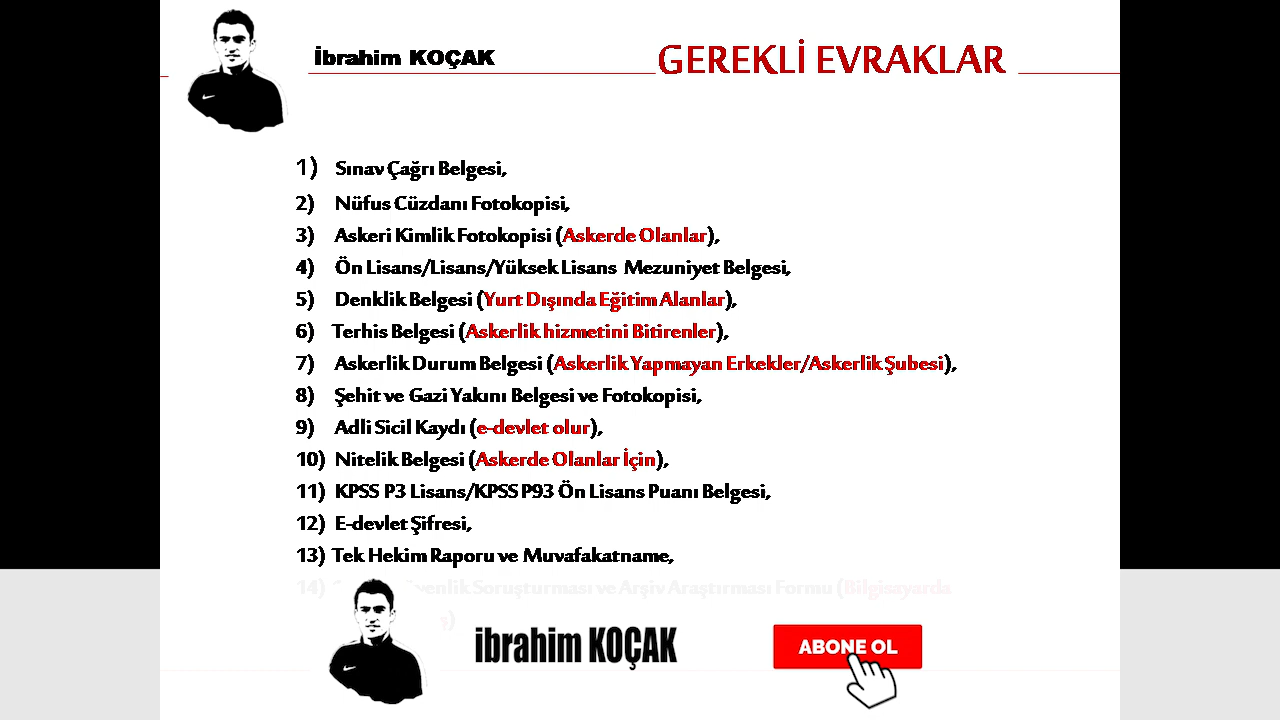 İbrahim KOÇAK
GEREKLİ EVRAKLAR
1) Sınav Çağrı Belgesi,
2) Nüfus Cüzdanı Fotokopisi,
3) Askeri Kimlik Fotokopisi (Askerde Olanlar),
4) Ön Lisans/Lisans/Yüksek Lisans Mezuniyet Belgesi,
5) Denklik Belgesi (Yurt Dışında Eğitim Alanlar),
6) Terhis Belgesi (Askerlik hizmetini Bitirenler),
7) Askerlik Durum Belgesi (Askerlik Yapmayan Erkekler/Askerlik Şubesi),
8) Şehit ve Gazi Yakını Belgesi ve Fotokopisi,
9) Adli Sicil Kaydı (e-devlet olur),
10) Nitelik Belgesi (Askerde Olanlar İçin),
11) KPSS P3 Lisans/KPSS P93 Ön Lisans Puanı Belgesi,
12) E-devlet Şifresi,
13) Tek Hekim Raporu ve Muvafakatname,
14) Soruşturması ve Arşiv Araştırması Formu (Bilgisayarda
ibrahim KOÇAK
ABONE OL